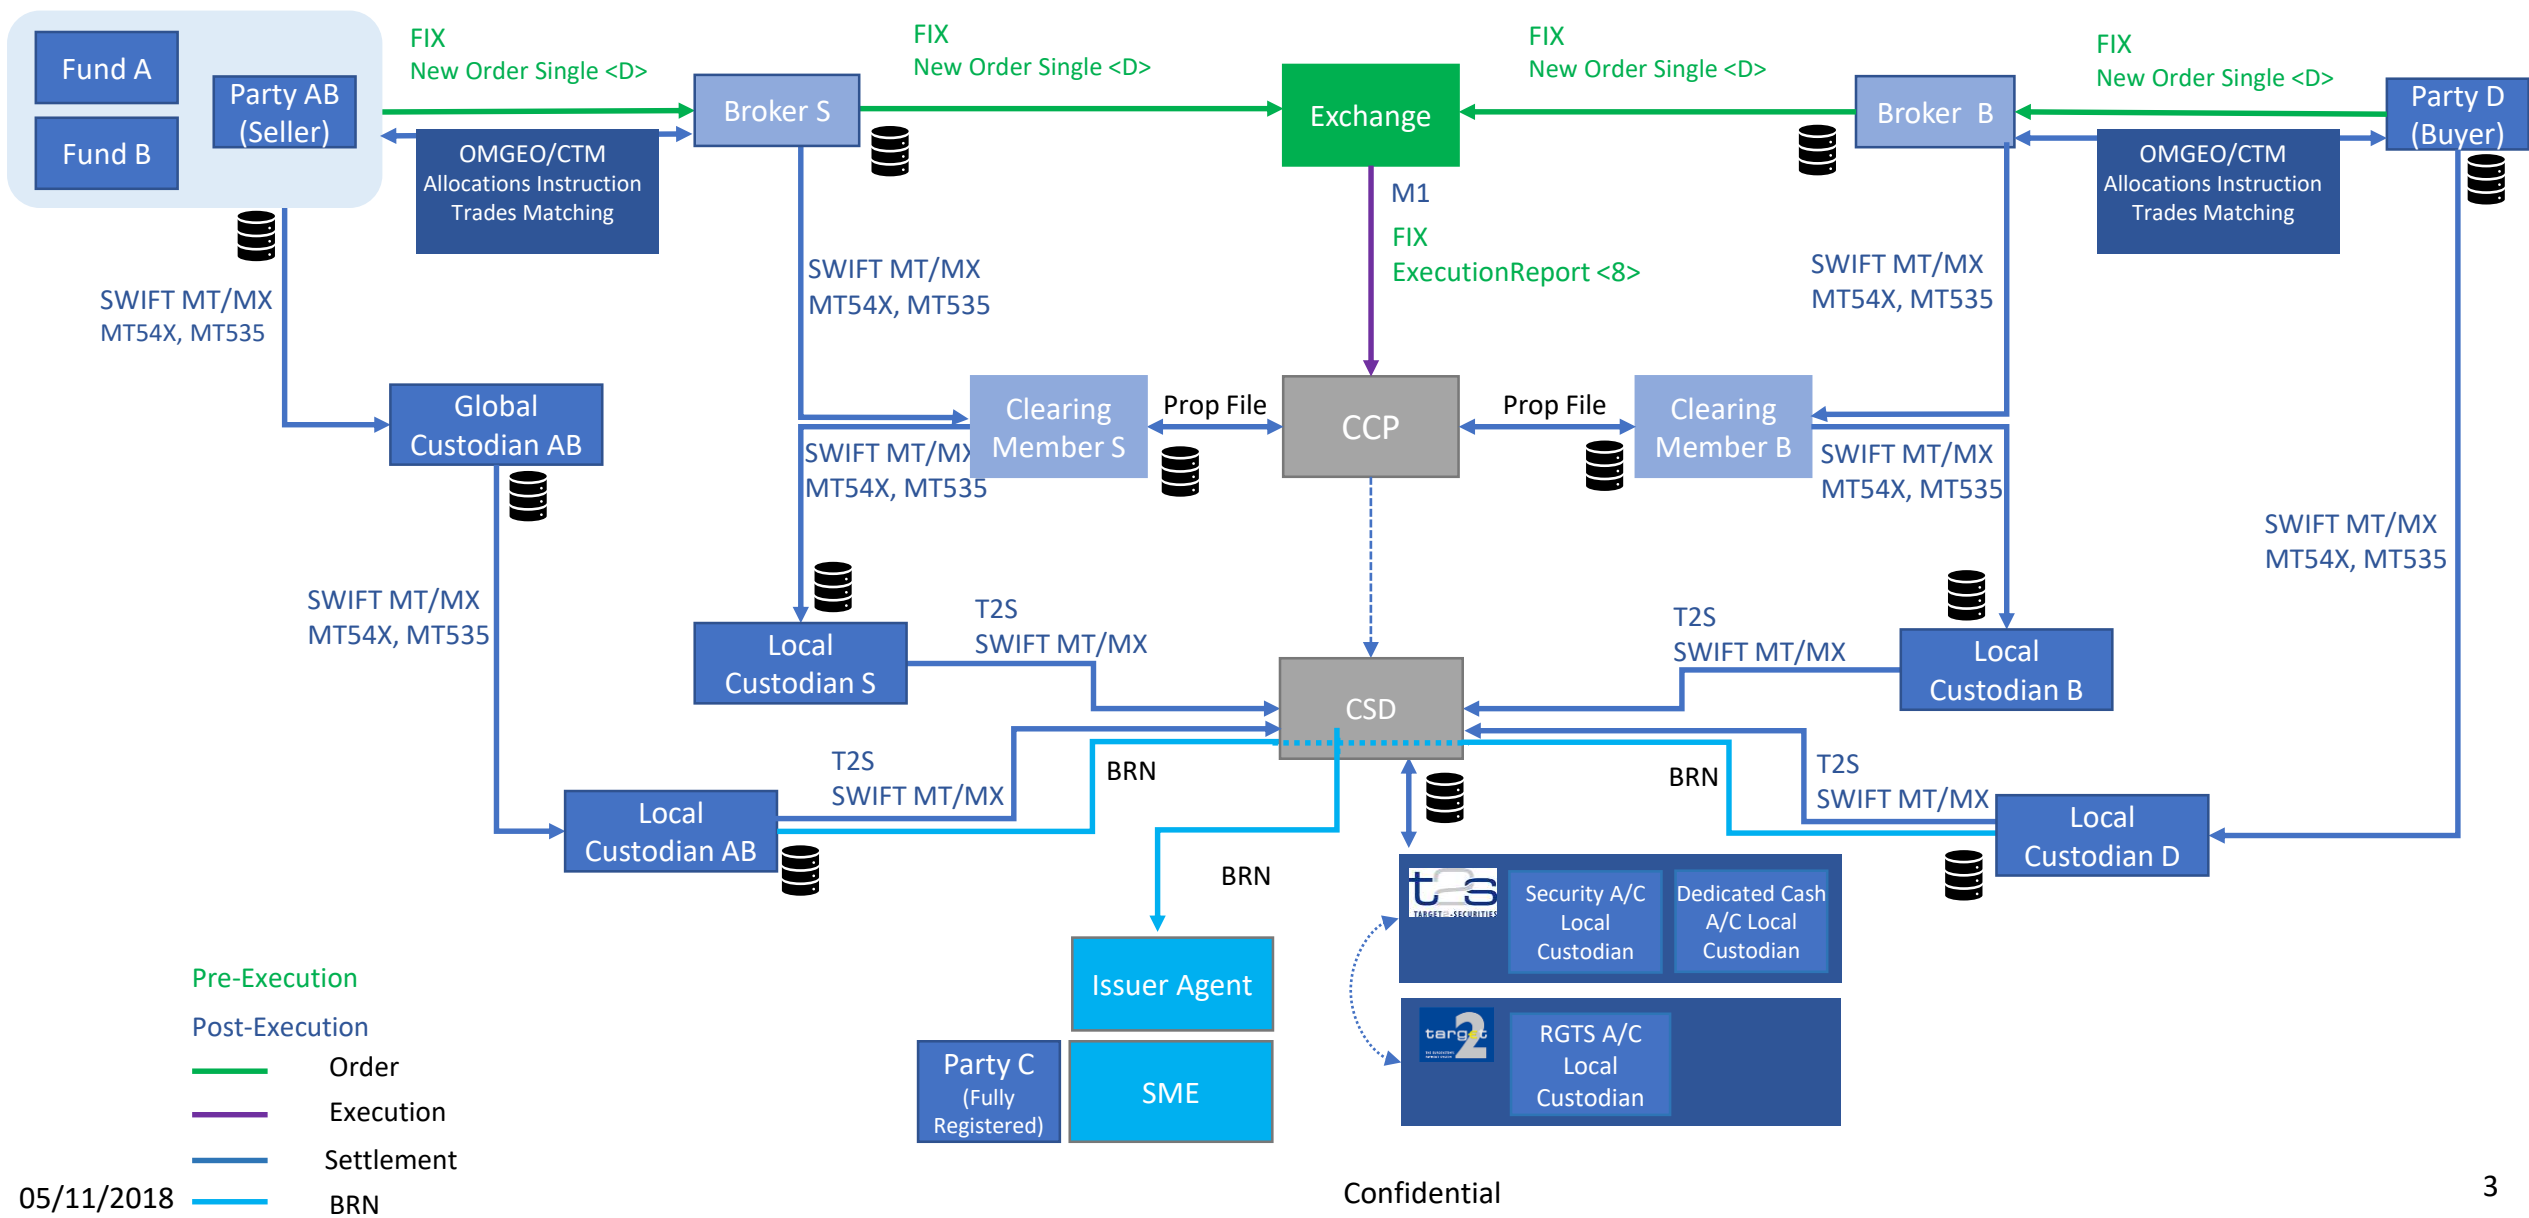 FIX
New Order Single <D>
FIX
New Order Single <D>
FIX
New Order Single <D>
FIX
New Order Single <D>
Fund A
Fund B
Party AB
(Seller)
Broker S
Exchange
Broker B
Party D
(Buyer)
OMGEO/CTM
Allocations Instruction
Trades Matching
OMGEO/CTM
Allocations Instruction
Trades Matching
M1
FIX
ExecutionReport <8>
SWIFT MT/MX
MT54X, MT535
SWIFT MT/MX
MT54X, MT535
SWIFT MT/MX
MT54X, MT535
Global
Custodian AB
Clearing
Member S
Prop File
CCP
Prop File
Clearing
Member B
SWIFT MT/MX
MT54X, MT535
SWIFT MT/MX
MT54X, MT535
SWIFT MT/MX
MT54X, MT535
SWIFT MT/MX
MT54X, MT535
Local
Custodian S
T2S
SWIFT MT/MX
T2S
SWIFT MT/MX
Local
Custodian B
CSD
T2S
SWIFT MT/MX
BRN
BRN
T2S
SWIFT MT/MX
Local
Custodian AB
Local
Custodian D
BRN
t2s
TARGET2-SECURITIES
Security A/C
Local
Custodian
Dedicated Cash
A/C Local
Custodian
Issuer Agent
target
2
RGTS A/C
Local
Custodian
Party C
(Fully
Registered)
SME
Pre-Execution
Post-Execution
Order
Execution
Settlement
BRN
05/11/2018
Confidential
3